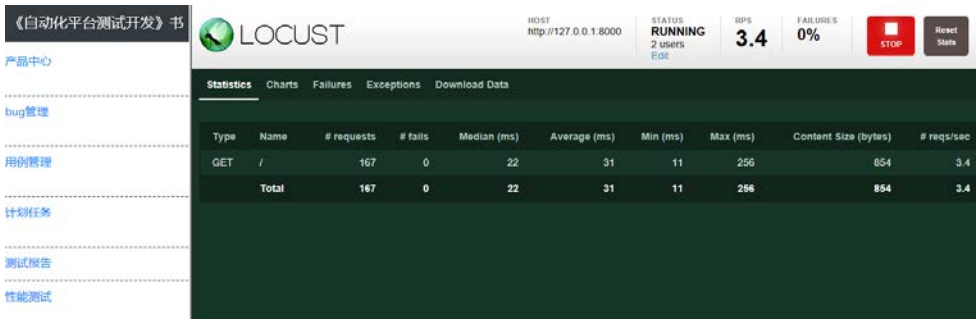 《自动化平台测试开发》书
产品中心
bug管理
用例管理
计划任务
测试报告
性能测试
LOCUST
HOST
http://127.0.0.1:8000
STATUS
RUNNING
2 users
Edit
RPS
3.4
FAILURES
0%
STOP
Reset
Stats
Statistics Charts Failures Exceptions Download Data
Type Name # requests # fails Median (ms) Average (ms) Min (ms) Max (ms) Content Size (bytes) # reqs/sec
GET / 167 0 22 31 11 256 854 3.4
Total 167 0 22 31 11 256 854 3.4